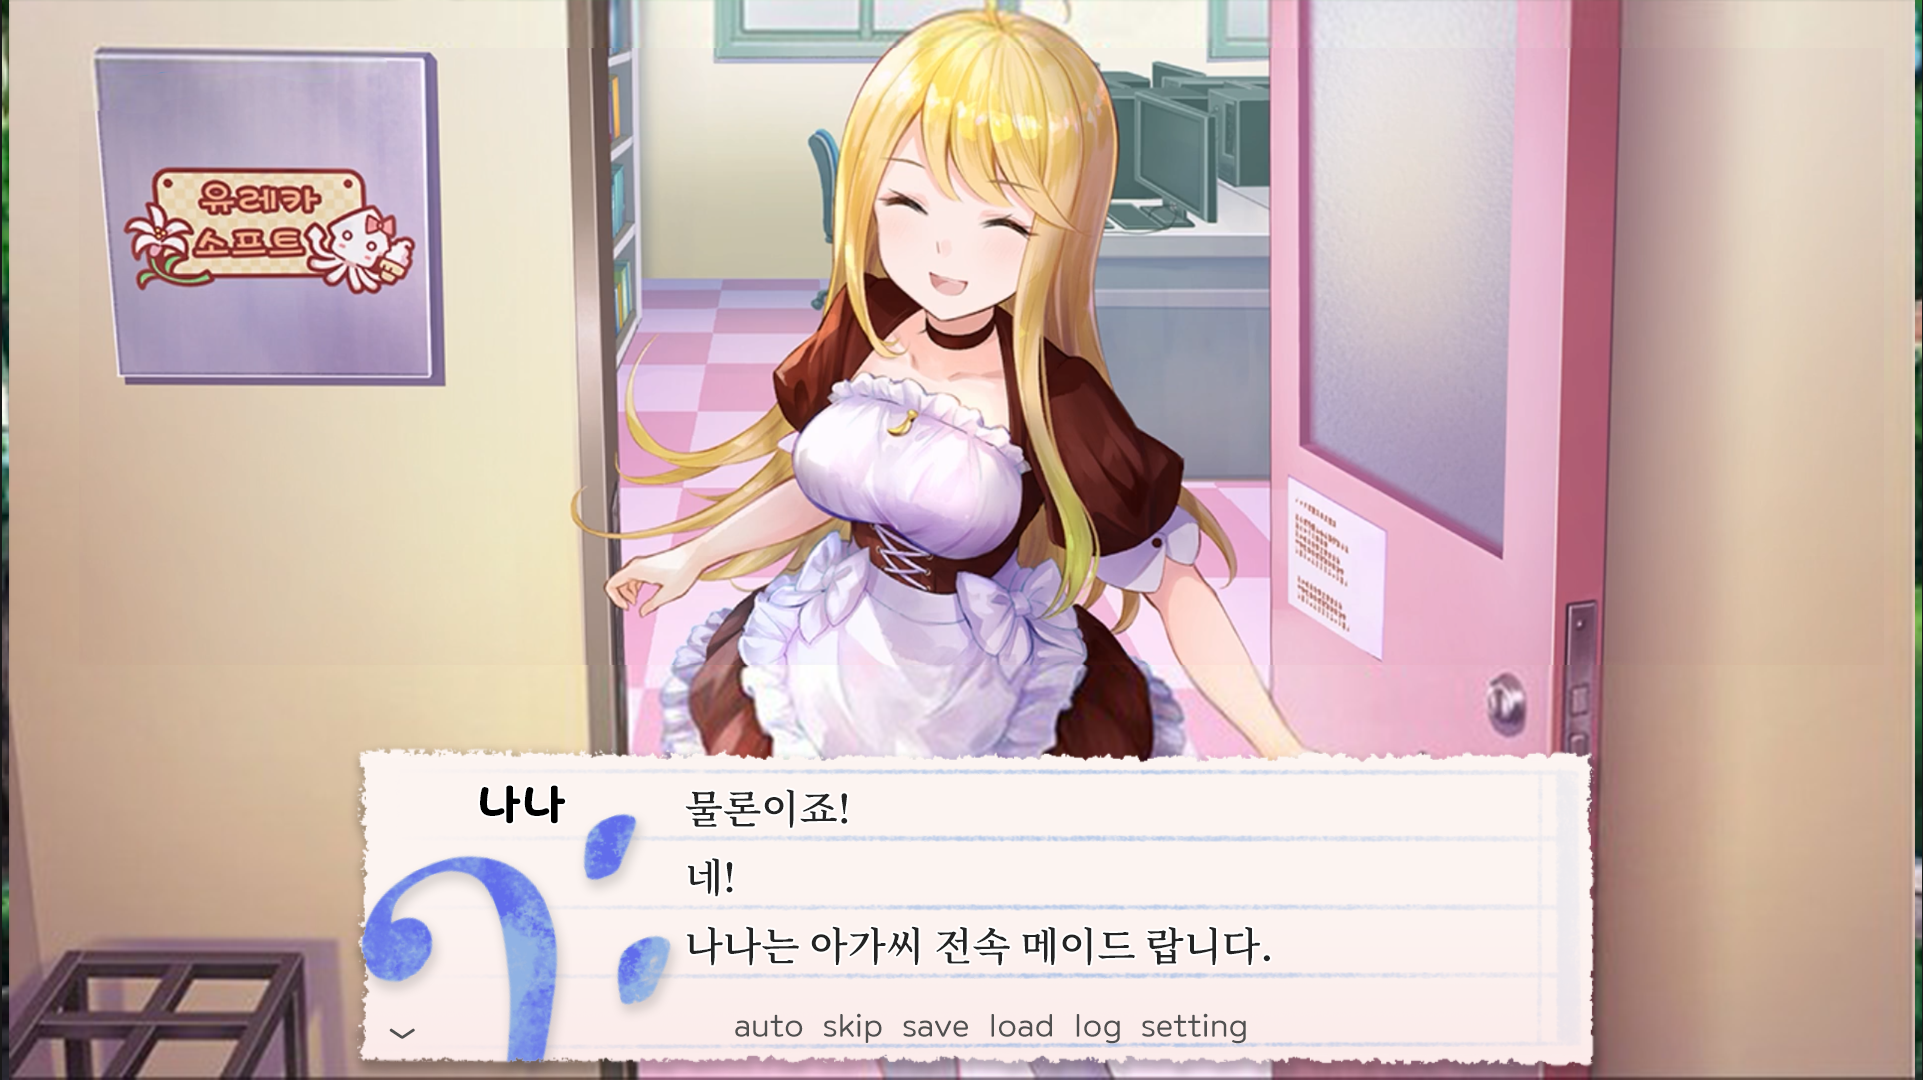 유레카
소프트
나나
물론이죠!
네!
나나는 아가씨 전속 메이드 랍니다.
auto skip save load log setting